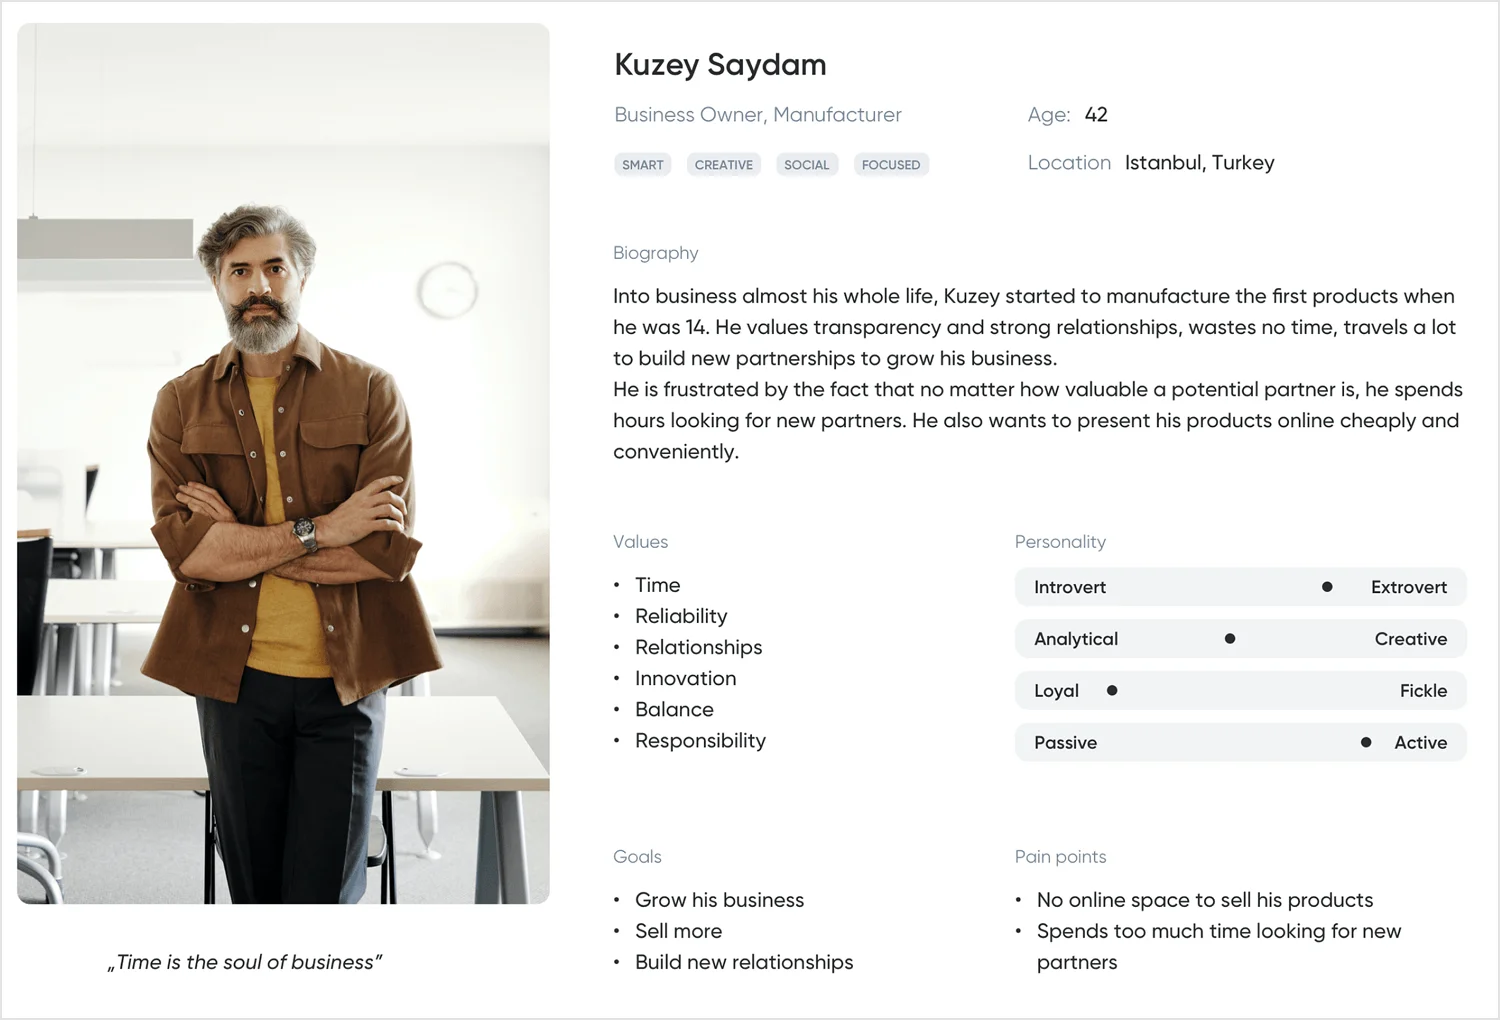 Kuzey Saydam
Business Owner, Manufacturer
Age: 42
SMART CREATIVE SOCIAL FOCUSED
Location Istanbul, Turkey
Biography
Into business almost his whole life, Kuzey started to manufacture the first products when
he was 14. He values transparency and strong relationships, wastes no time, travels a lot
to build new partnerships to grow his business.
He is frustrated by the fact that no matter how valuable a potential partner is, he spends
hours looking for new partners. He also wants to present his products online cheaply and
conveniently.
Values
• Time
• Reliability
• Relationships
• Innovation
• Balance
• Responsibility
Personality
Introvert Extrovert
Analytical Creative
Loyal Fickle
Passive Active
Goals
• Grow his business
• Sell more
• Build new relationships
Pain points
• No online space to sell his products
• Spends too much time looking for new
partners
„Time is the soul of business”